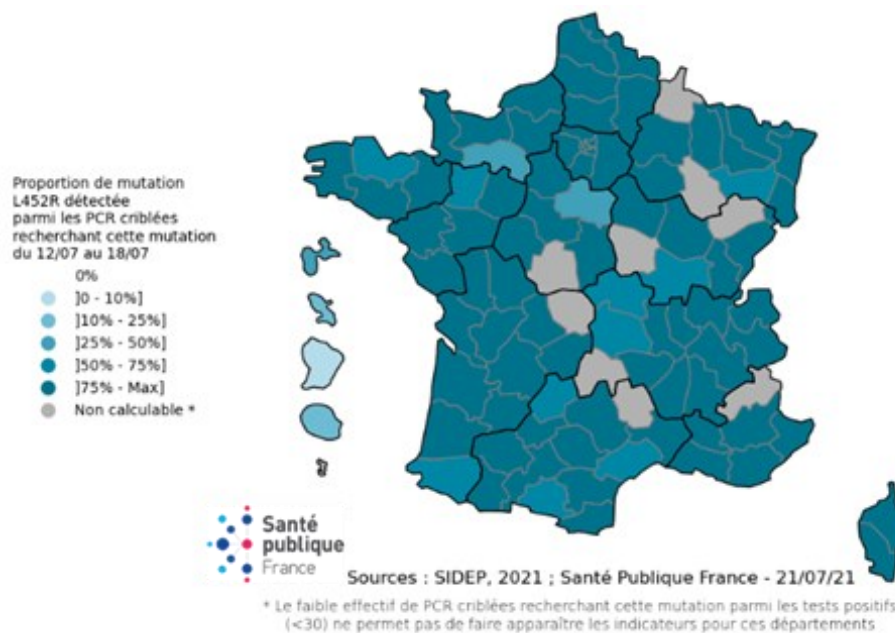 Proportion de mutation
L452R détectée
parmi les PCR criblées
recherchant cette mutation
du 12/07 au 18/07
0%
]0 - 10%]
]10% - 25%]
]25% - 50%]
]50% - 75%]
]75% - Max]
Non calculable *
Santé
publique
France
Sources : SIDEP, 2021 ; Santé Publique France - 21/07/21
* Le faible effectif de PCR criblées recherchant cette mutation parmi les tests positifs
(<30) ne permet pas de faire apparaître les indicateurs pour ces départements